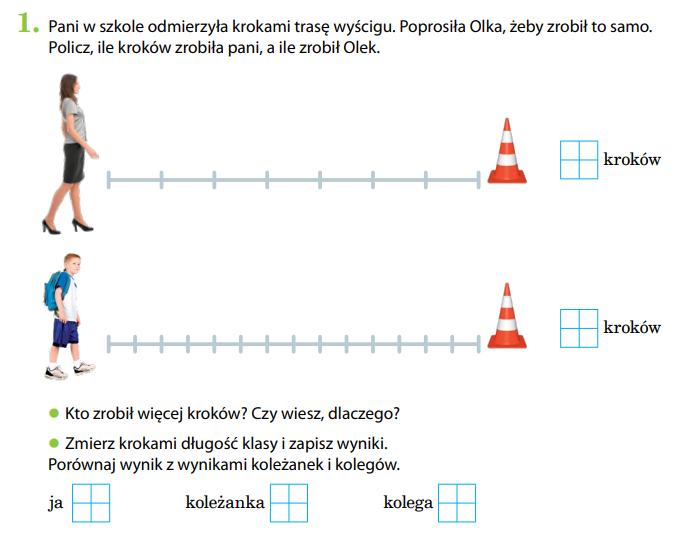 1. Pani w szkole odmierzyła krokami trasę wyścigu. Poprosiła Olka, żeby zrobił to samo.
Policz, ile kroków zrobiła pani, a ile zrobił Olek.
kroków
kroków
• Kto zrobił więcej kroków? Czy wiesz, dlaczego?
• Zmierz krokami długość klasy i zapisz wyniki.
Porównaj wynik z wynikami koleżanek i kolegów.
ja koleżanka kolega